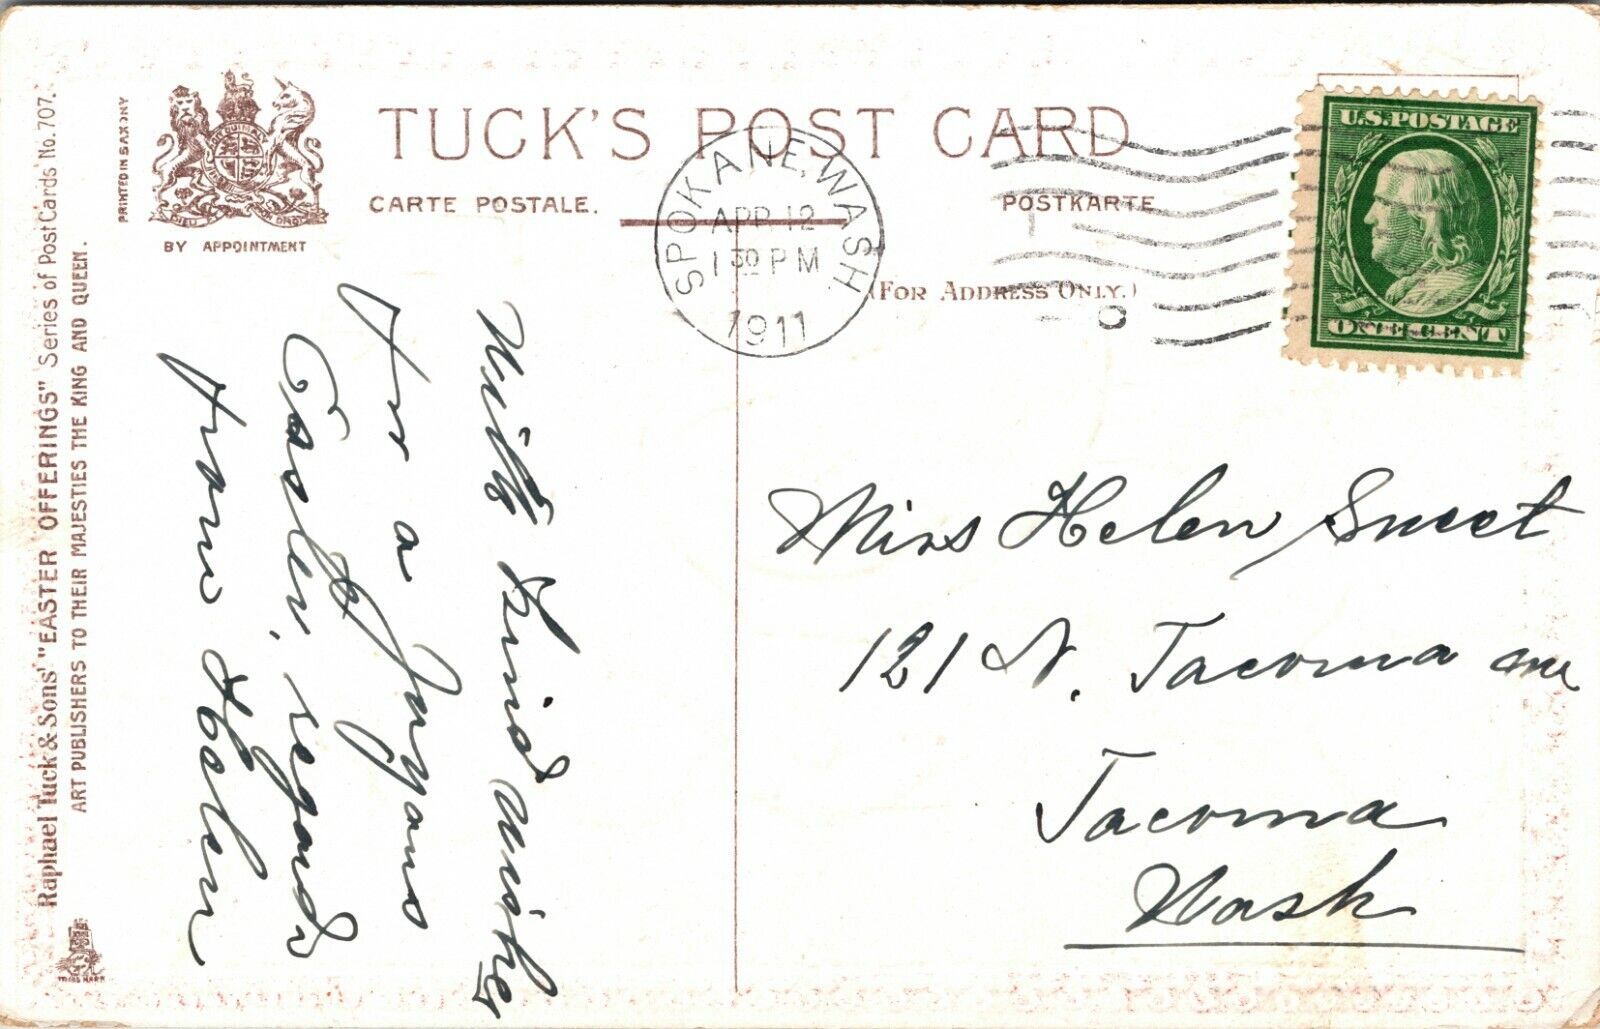 Raphael Tuck & Sons' "EASTER OFFERINGS" Series of Post Cards No. 707.
ART PUBLISHERS TO THEIR MAJESTIES THE KING AND QUEEN.
PRINTED IN SAXONY
BY APPOINTMENT
TUCK'S POST CARD
CARTE POSTALE.
POSTKARTE
(FOR ADDRESS ONLY.)
SPOKANE, WASH.
APR 12
1 30 PM
1911
U.S. POSTAGE
ONE CENT
With Kind wishes
for a Joyous
Easter, regards
from Helen
Miss Helen Sweet
121 N. Tacoma ave
Tacoma
Wash
TRADE MARK